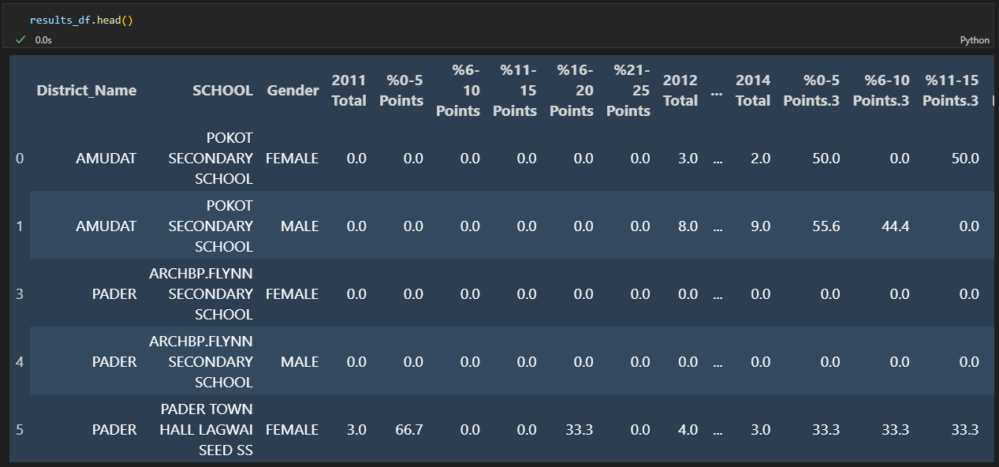 results_df.head()
0.0s
Python
District_Name SCHOOL Gender 2011 Total %0-5 Points %6-10 Points %11-15 Points %16-20 Points %21-25 Points 2012 Total ... 2014 Total %0-5 Points.3 %6-10 Points.3 %11-15 Points.3
0 AMUDAT POKOT SECONDARY SCHOOL FEMALE 0.0 0.0 0.0 0.0 0.0 0.0 3.0 ... 2.0 50.0 0.0 50.0
1 AMUDAT POKOT SECONDARY SCHOOL MALE 0.0 0.0 0.0 0.0 0.0 0.0 8.0 ... 9.0 55.6 44.4 0.0
3 PADER ARCHBP.FLYNN SECONDARY SCHOOL FEMALE 0.0 0.0 0.0 0.0 0.0 0.0 0.0 ... 0.0 0.0 0.0 0.0
4 PADER ARCHBP.FLYNN SECONDARY SCHOOL MALE 0.0 0.0 0.0 0.0 0.0 0.0 0.0 ... 0.0 0.0 0.0 0.0
5 PADER PADER TOWN HALL LAGWAI SEED SS FEMALE 3.0 66.7 0.0 0.0 33.3 0.0 4.0 ... 3.0 33.3 33.3 33.3